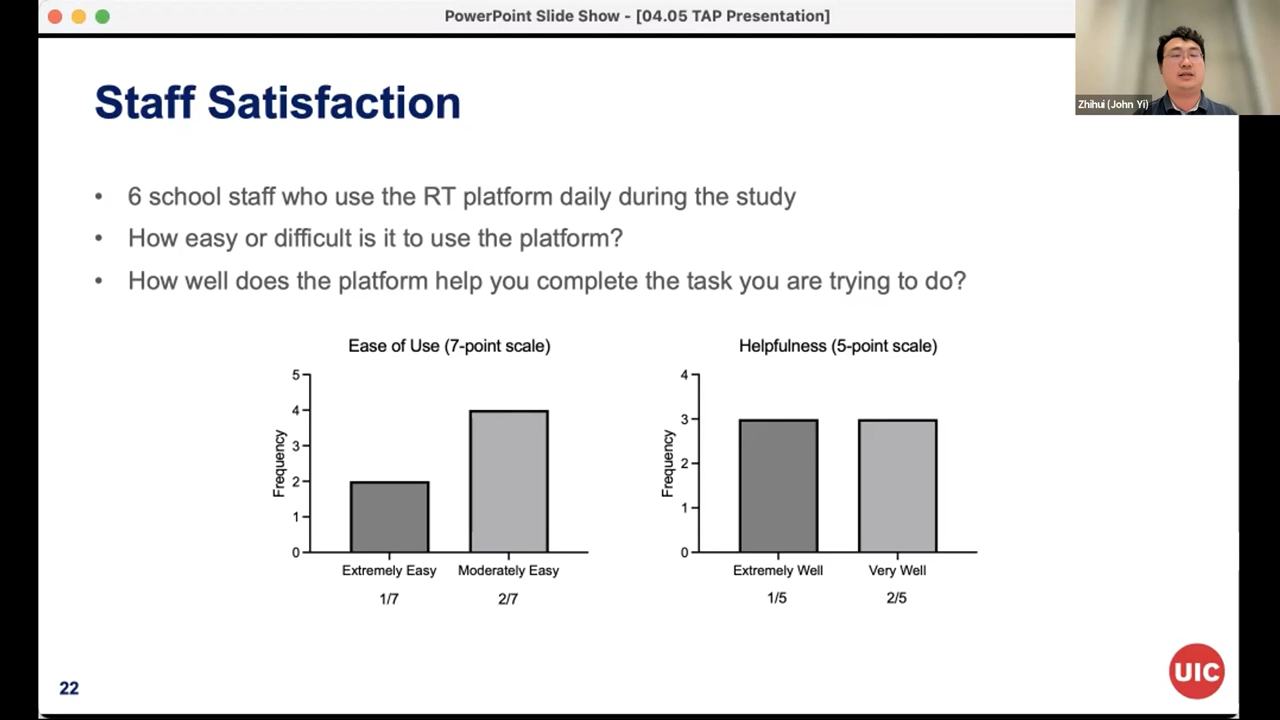 PowerPoint Slide Show - [04.05 TAP Presentation]
Zhihui (John Yi)
Staff Satisfaction
• 6 school staff who use the RT platform daily during the study
• How easy or difficult is it to use the platform?
• How well does the platform help you complete the task you are trying to do?
Ease of Use (7-point scale)
Frequency
5
4
3
2
1
0
Extremely Easy
Moderately Easy
1/7
2/7
Helpfulness (5-point scale)
Frequency
4
3
2
1
0
Extremely Well
Very Well
1/5
2/5
22
UIC